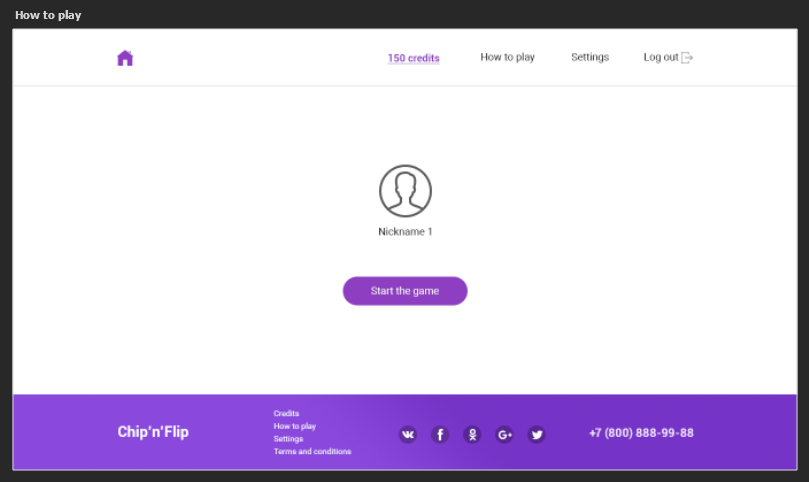 How to play
150 credits
How to play
Settings
Log out
Nickname 1
Start the game
Chip'n'Flip
Credits
How to play
Settings
Terms and conditions
G+
+7 (800) 888-99-88